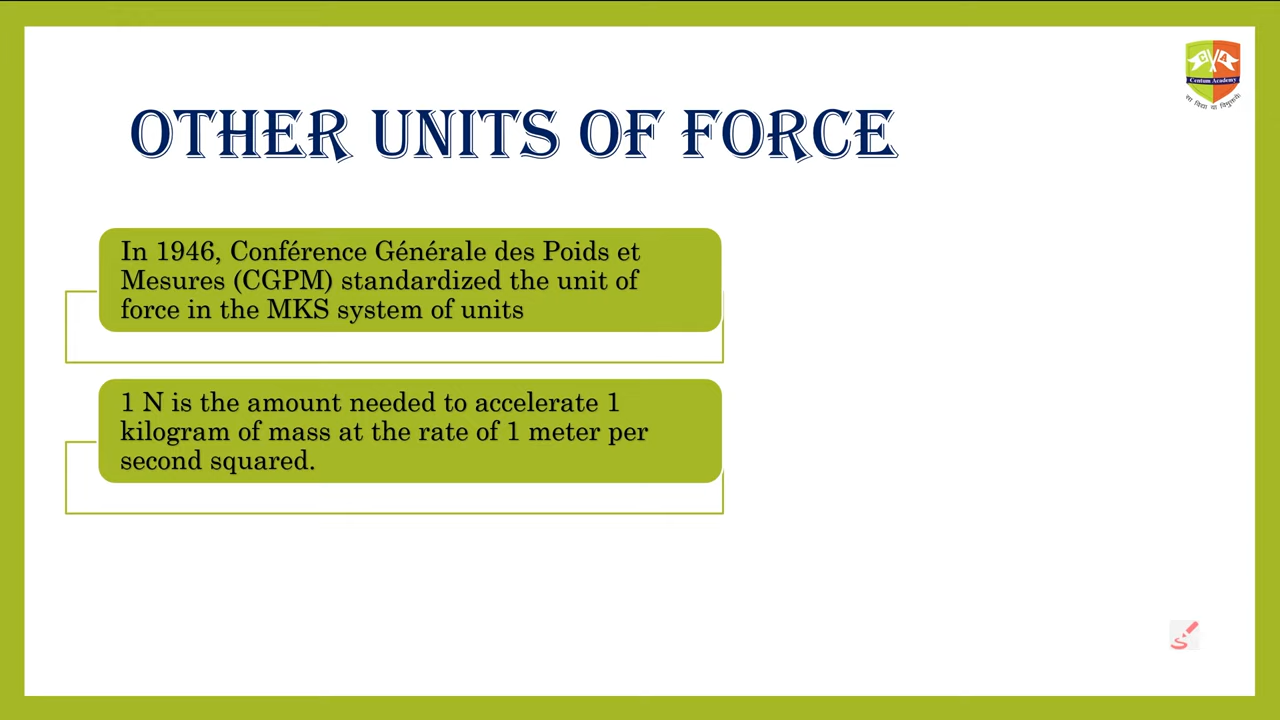 C A
Centum Academy
सा विद्या या विमुक्तये
OTHER UNITS OF FORCE
In 1946, Conférence Générale des Poids et
Mesures (CGPM) standardized the unit of
force in the MKS system of units
1 N is the amount needed to accelerate 1
kilogram of mass at the rate of 1 meter per
second squared.